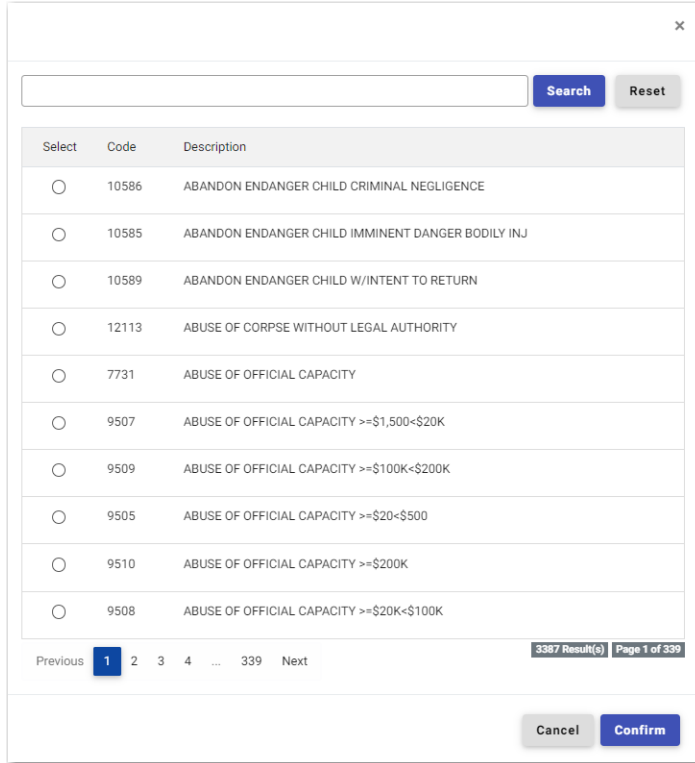 ×
Search Reset
Select Code Description
10586 ABANDON ENDANGER CHILD CRIMINAL NEGLIGENCE
10585 ABANDON ENDANGER CHILD IMMINENT DANGER BODILY INJ
10589 ABANDON ENDANGER CHILD W/INTENT TO RETURN
12113 ABUSE OF CORPSE WITHOUT LEGAL AUTHORITY
7731 ABUSE OF OFFICIAL CAPACITY
9507 ABUSE OF OFFICIAL CAPACITY >=$1,500<$20K
9509 ABUSE OF OFFICIAL CAPACITY >=$100K<$200K
9505 ABUSE OF OFFICIAL CAPACITY >=$20<$500
9510 ABUSE OF OFFICIAL CAPACITY >=$200K
9508 ABUSE OF OFFICIAL CAPACITY >=$20K<$100K
3387 Result(s) Page 1 of 339
Previous 1 2 3 4 ... 339 Next
Cancel Confirm